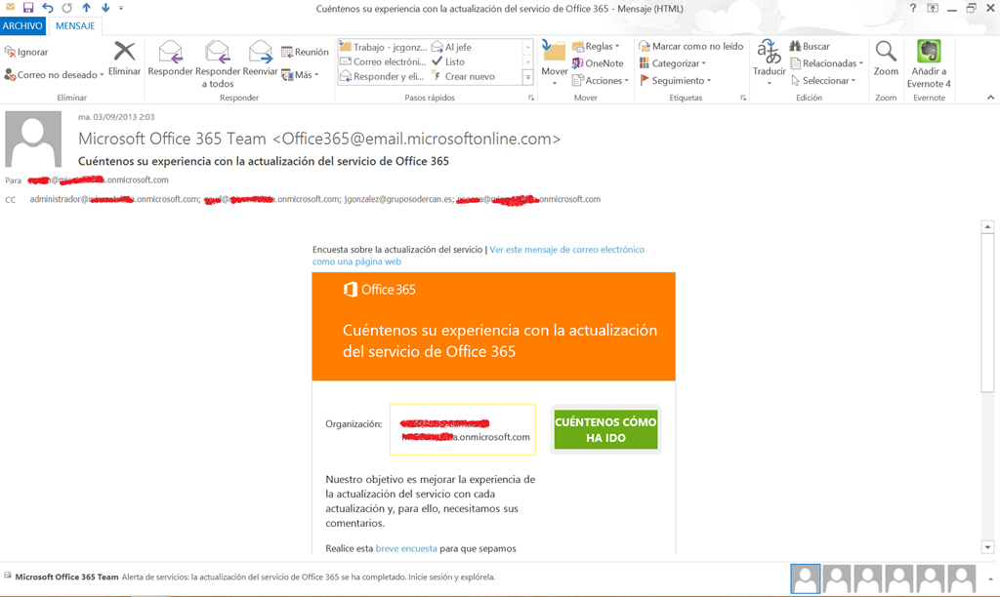 Cuéntenos su experiencia con la actualización del servicio de Office 365 - Mensaje (HTML)
ARCHIVO MENSAJE
Ignorar
Correo no deseado
Eliminar
Responder
Responder a todos
Reenviar
Reunión
Más
Trabajo - jcgonz...
Correo electróni...
Responder y eli...
Al jefe
Listo
Crear nuevo
Mover
Reglas
OneNote
Acciones
Marcar como no leído
Categorizar
Seguimiento
Traducir
Buscar
Relacionadas
Seleccionar
Zoom
Añadir a
Evernote 4
Eliminar Responder Pasos rápidos Mover Etiquetas Edición Zoom Evernote
ma. 03/09/2013 2:03
Microsoft Office 365 Team <Office365@email.microsoftonline.com>
Cuéntenos su experiencia con la actualización del servicio de Office 365
Para .onmicrosoft.com
CC administrador@ .onmicrosoft.com; .onmicrosoft.com; jgonzalez@gruposodercan.es; .onmicrosoft.com
Encuesta sobre la actualización del servicio | Ver este mensaje de correo electrónico
como una página web
Office 365
Cuéntenos su experiencia con la actualización
del servicio de Office 365
Organización:
a.onmicrosoft.com
CUÉNTENOS CÓMO
HA IDO
Nuestro objetivo es mejorar la experiencia de
la actualización del servicio con cada
actualización y, para ello, necesitamos sus
comentarios.
Realice esta breve encuesta para que sepamos
Microsoft Office 365 Team Alerta de servicios: la actualización del servicio de Office 365 se ha completado. Inicie sesión y explórela.